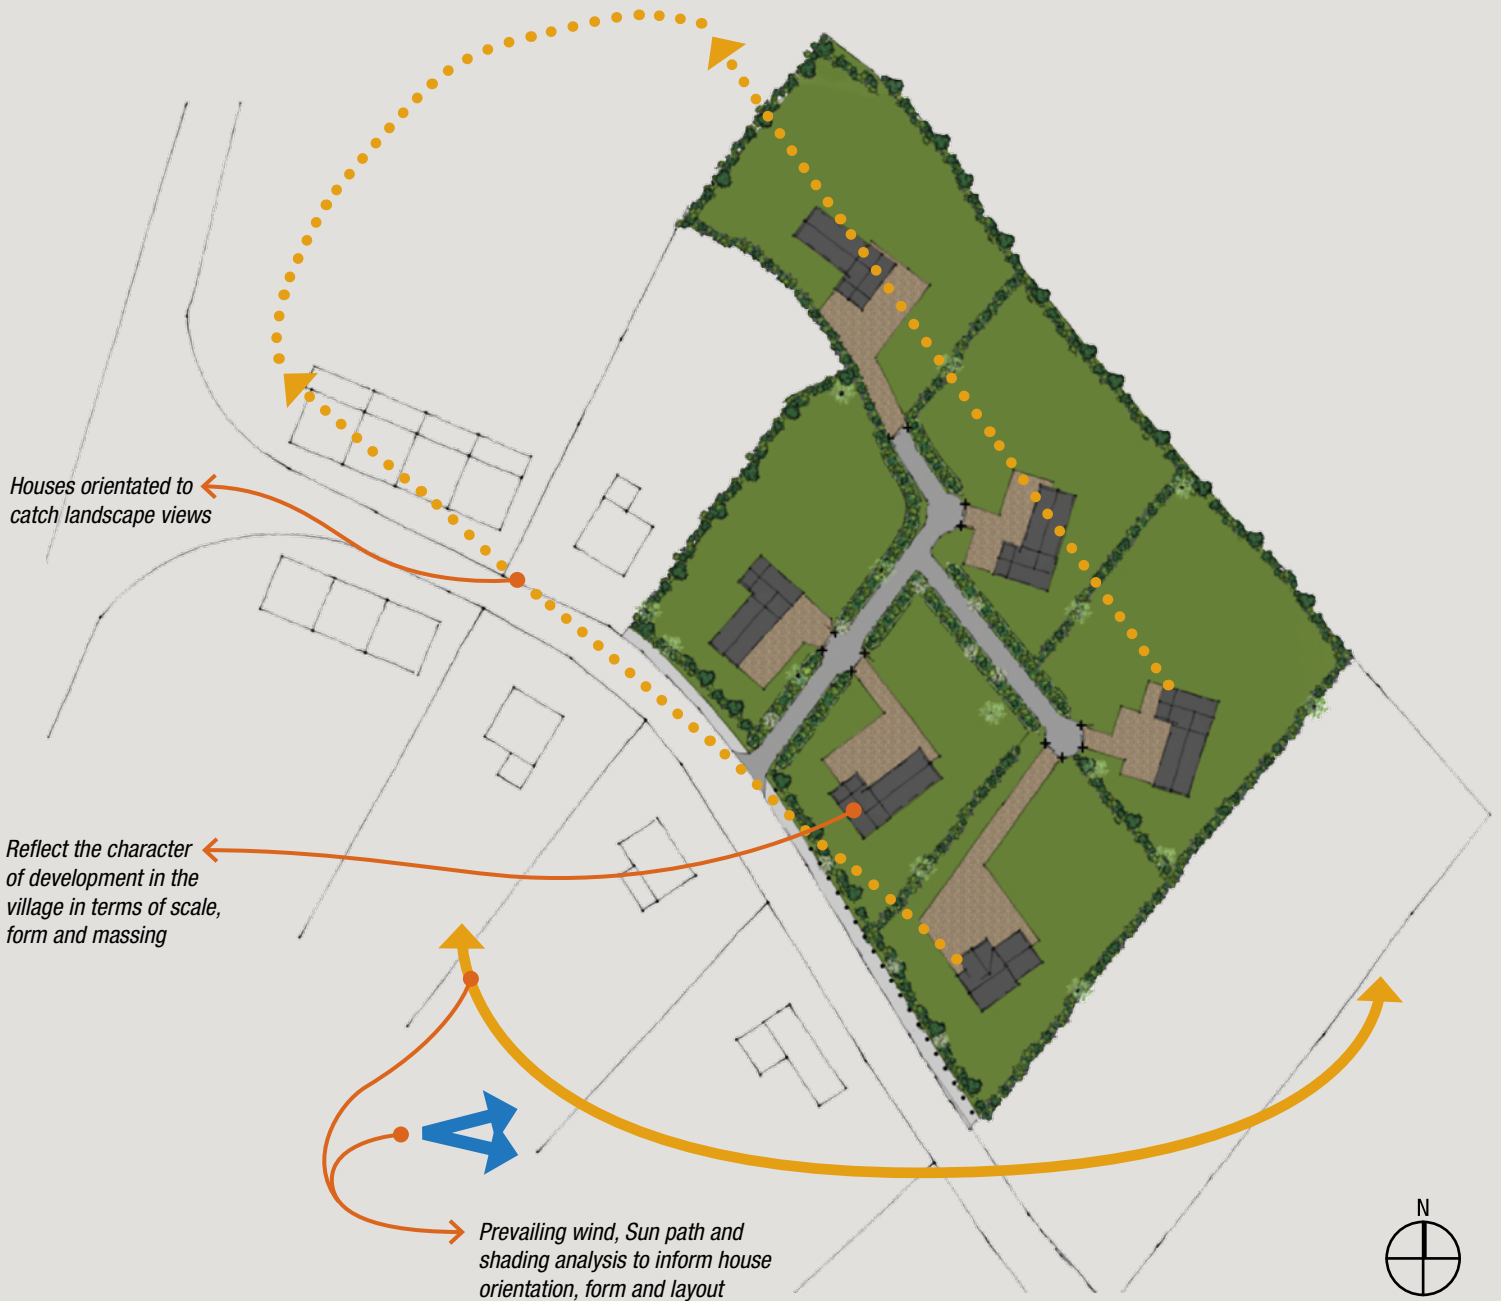 Houses orientated to
catch landscape views
Reflect the character
of development in the
village in terms of scale,
form and massing
Prevailing wind, Sun path and
shading analysis to inform house
orientation, form and layout
N